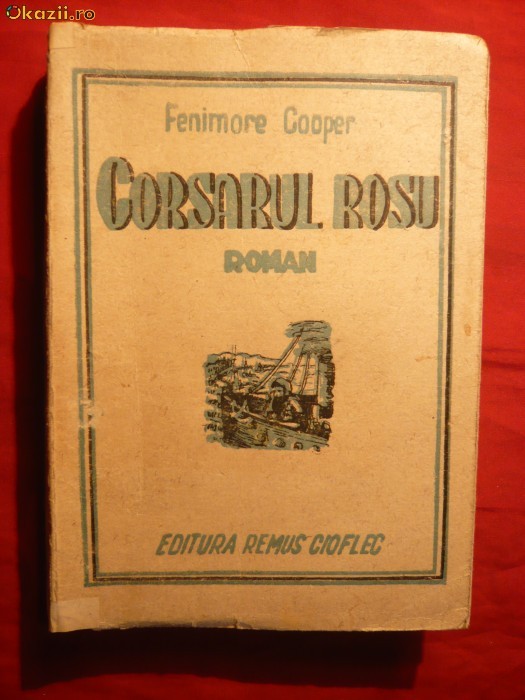 Okazii.ro
Fenimore Cooper
CORSARUL ROSU
ROMAN
EDITURA REMUS CIOFLEC